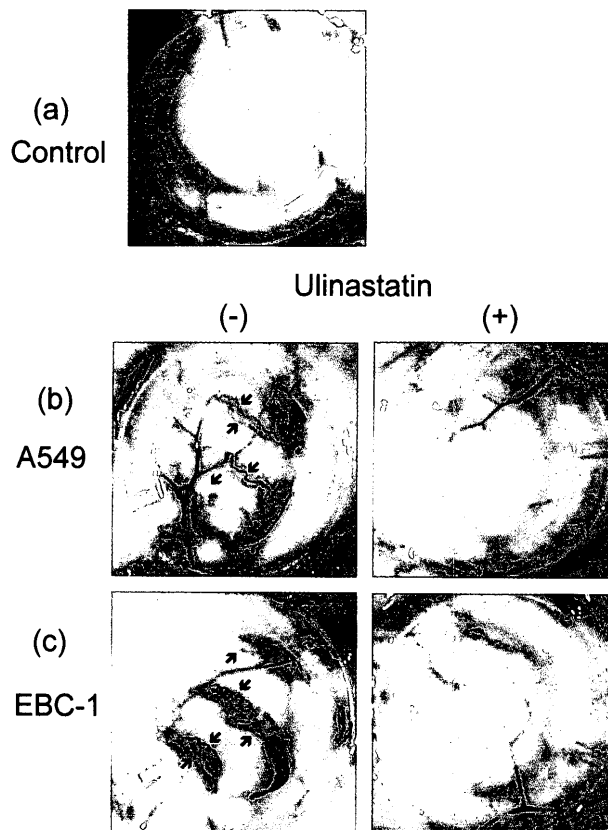 (a)
Control
Ulinastatin
(-)
(+)
(b)
A549
(c)
EBC-1